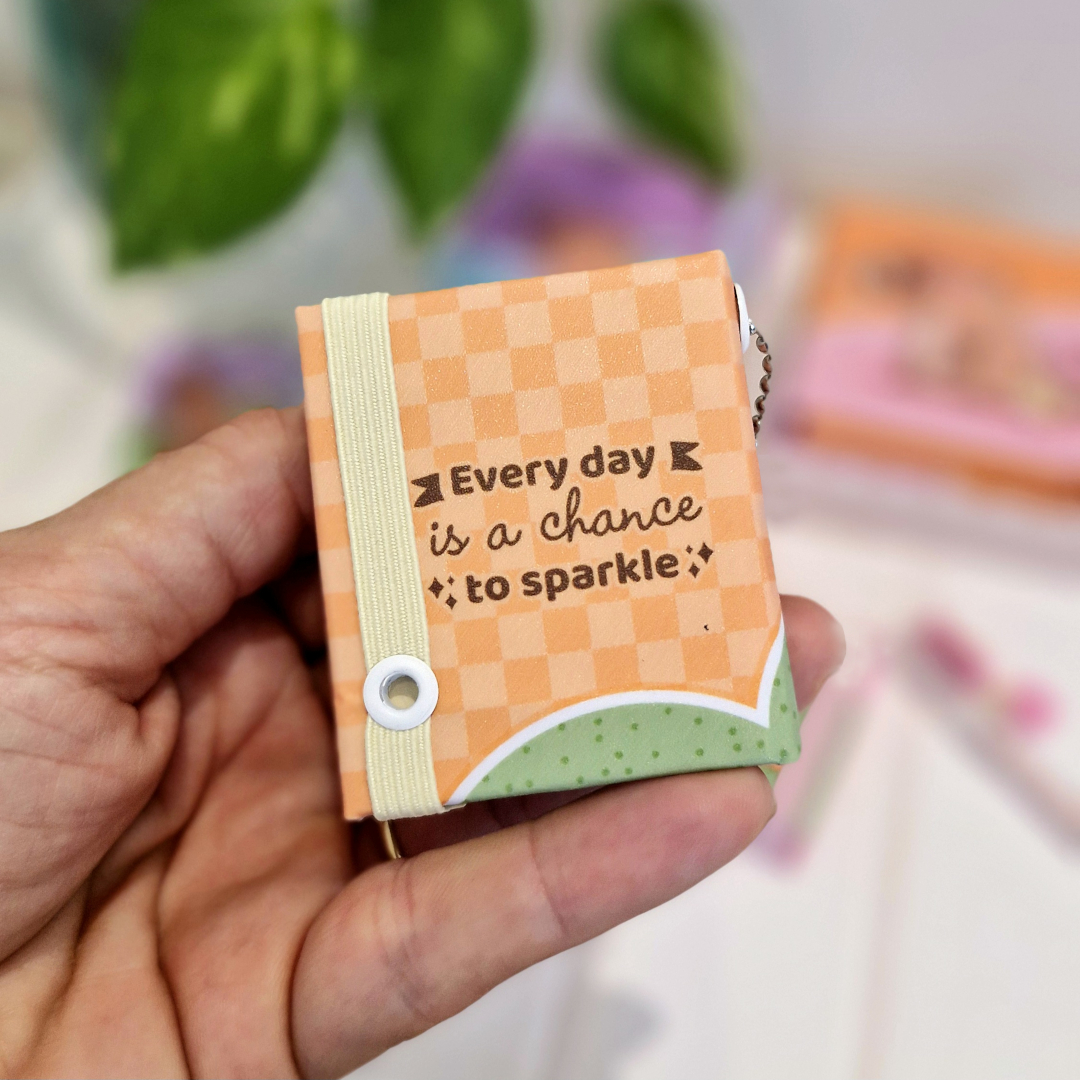 Every day
is a chance
to sparkle